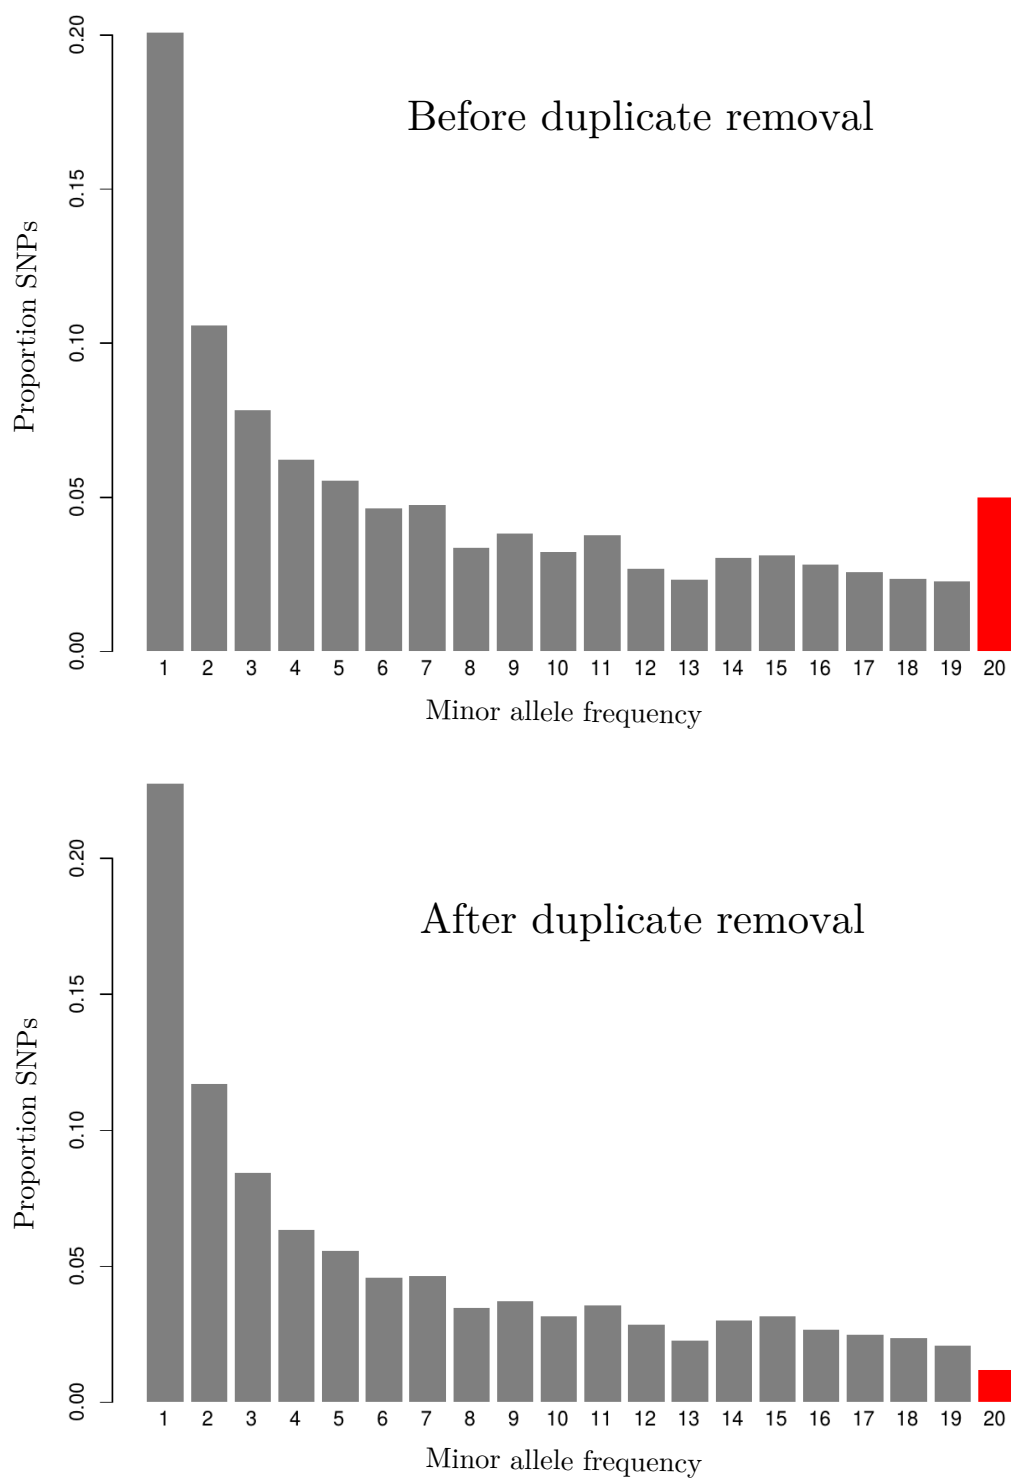 Before duplicate removal
Proportion SNPs
0.20
0.15
0.10
0.05
0.00
1 2 3 4 5 6 7 8 9 10 11 12 13 14 15 16 17 18 19 20
Minor allele frequency
After duplicate removal
Proportion SNPs
0.20
0.15
0.10
0.05
0.00
1 2 3 4 5 6 7 8 9 10 11 12 13 14 15 16 17 18 19 20
Minor allele frequency